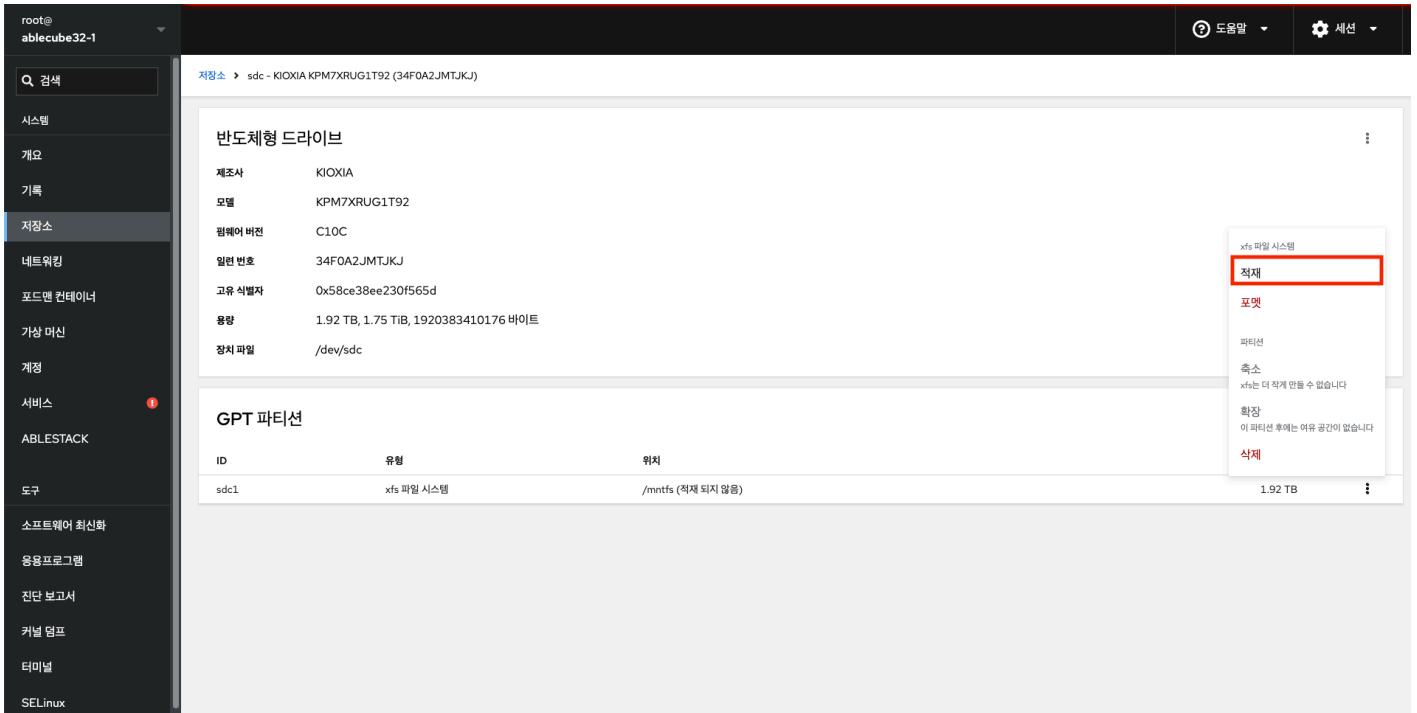 root@
ablecube32-1
도움말
세션
검색
저장소 > sdc - KIOXIA KPM7XRUG1T92 (34F0A2JMTJKJ)
시스템
개요
기록
저장소
네트워킹
포드맨 컨테이너
가상 머신
계정
서비스
ABLESTACK
도구
소프트웨어 최신화
응용프로그램
진단 보고서
커널 덤프
터미널
SELinux
반도체형 드라이브
제조사 KIOXIA
모델 KPM7XRUG1T92
펌웨어 버전 C10C
일련 번호 34F0A2JMTJKJ
고유 식별자 0x58ce38ee230f565d
용량 1.92 TB, 1.75 TiB, 1920383410176 바이트
장치 파일 /dev/sdc
xfs 파일 시스템
적재
포멧
파티션
축소
xfs는 더 작게 만들 수 없습니다
확장
이 파티션 후에는 여유 공간이 없습니다
삭제
GPT 파티션
ID 유형 위치
sdc1 xfs 파일 시스템 /mntfs (적재 되지 않음) 1.92 TB